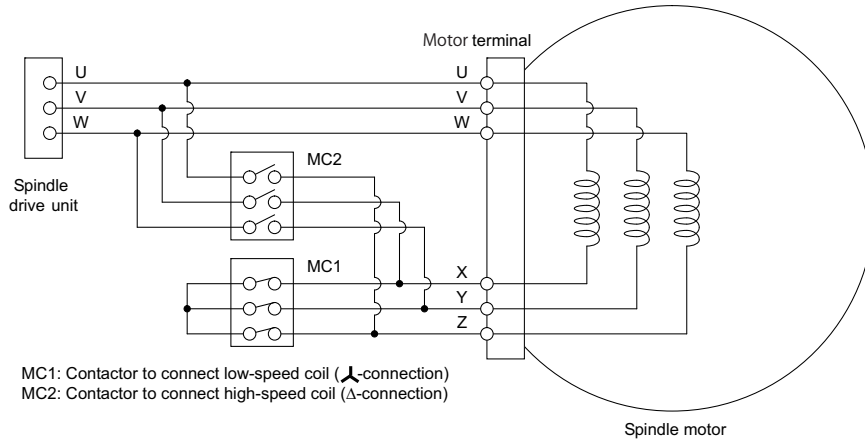 Motor terminal
U
V
W
U
V
W
Spindle
drive unit
MC2
MC1
X
Y
Z
MC1: Contactor to connect low-speed coil (⅄-connection)
MC2: Contactor to connect high-speed coil (Δ-connection)
Spindle motor